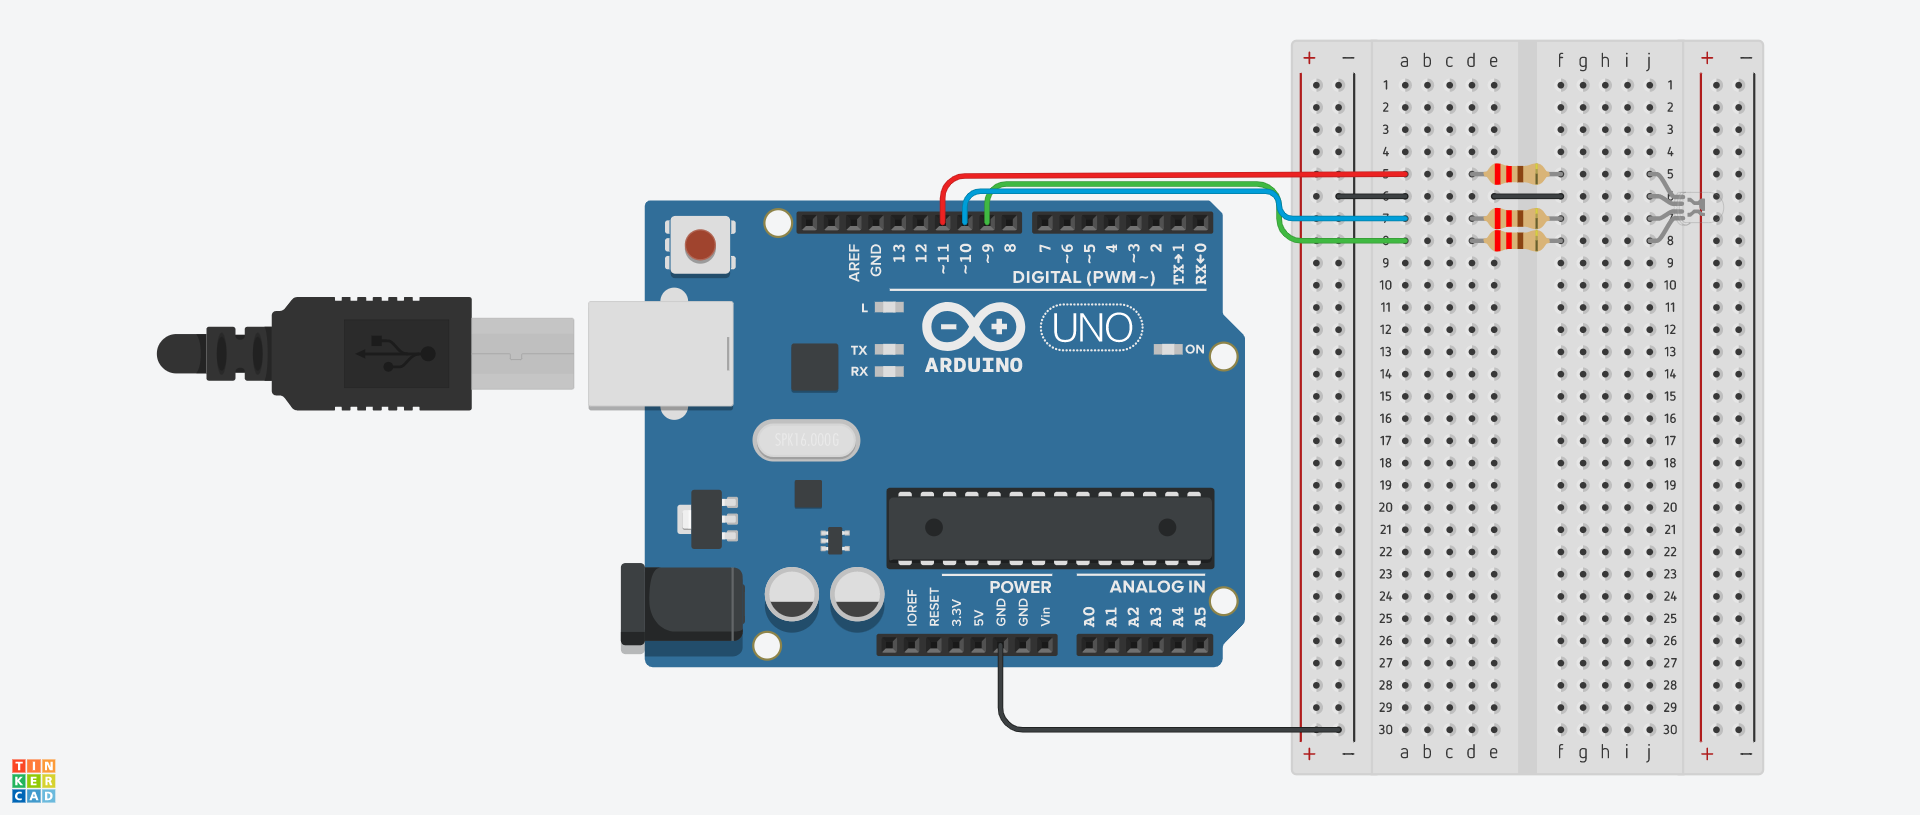 + − a b c d e f g h i j + −
1 1
2 2
3 3
4 4
5 5
6 6
7 7
8 8
9 9
10 10
11 11
12 12
13 13
14 14
15 15
16 16
17 17
18 18
19 19
20 20
21 21
22 22
23 23
24 24
25 25
26 26
27 27
28 28
29 29
30 30
+ − a b c d e f g h i j + −
AREF GND 13 12 ~11 ~10 ~9 8 7 ~6 ~5 4 ~3 2 TX→1 RX←0
DIGITAL (PWM~)
L
TX
RX
UNO
ARDUINO
ON
SPK16.000G
POWER ANALOG IN
IOREF RESET 3.3V 5V GND GND Vin A0 A1 A2 A3 A4 A5
TIN
KER
CAD